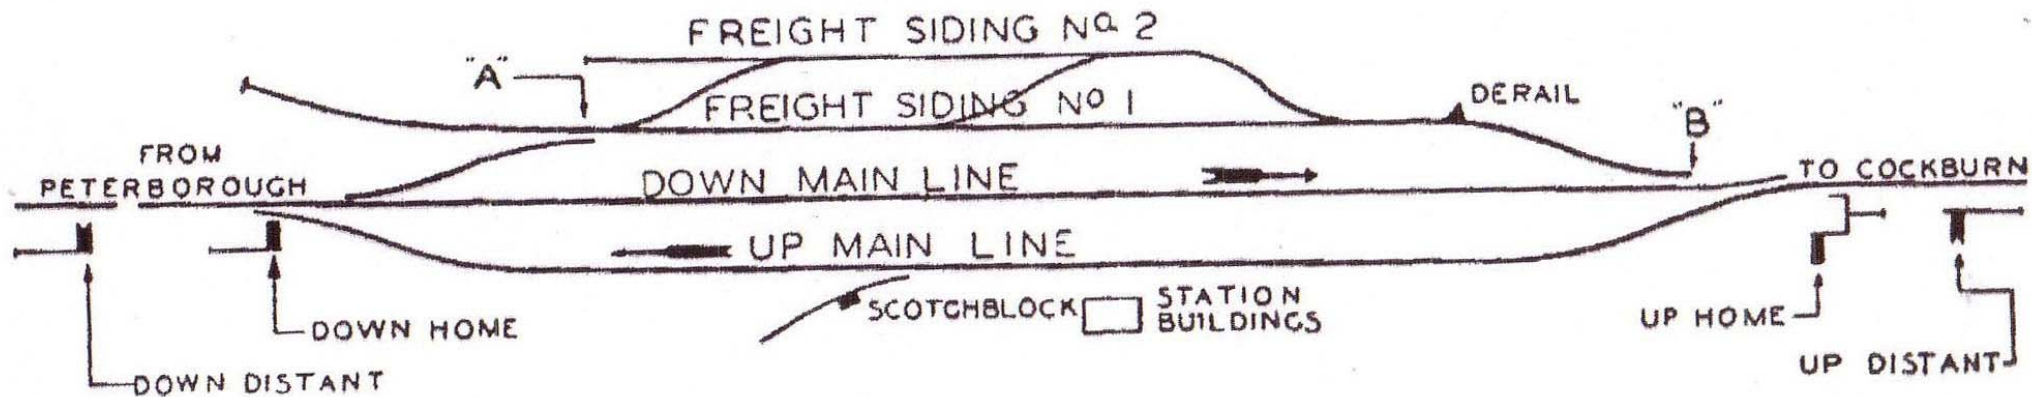 FREIGHT SIDING No 2
"A"
FREIGHT SIDING No 1
DERAIL
"B"
FROM
PETERBOROUGH
DOWN MAIN LINE
TO COCKBURN
UP MAIN LINE
SCOTCHBLOCK
STATION
BUILDINGS
DOWN HOME
UP HOME
DOWN DISTANT
UP DISTANT